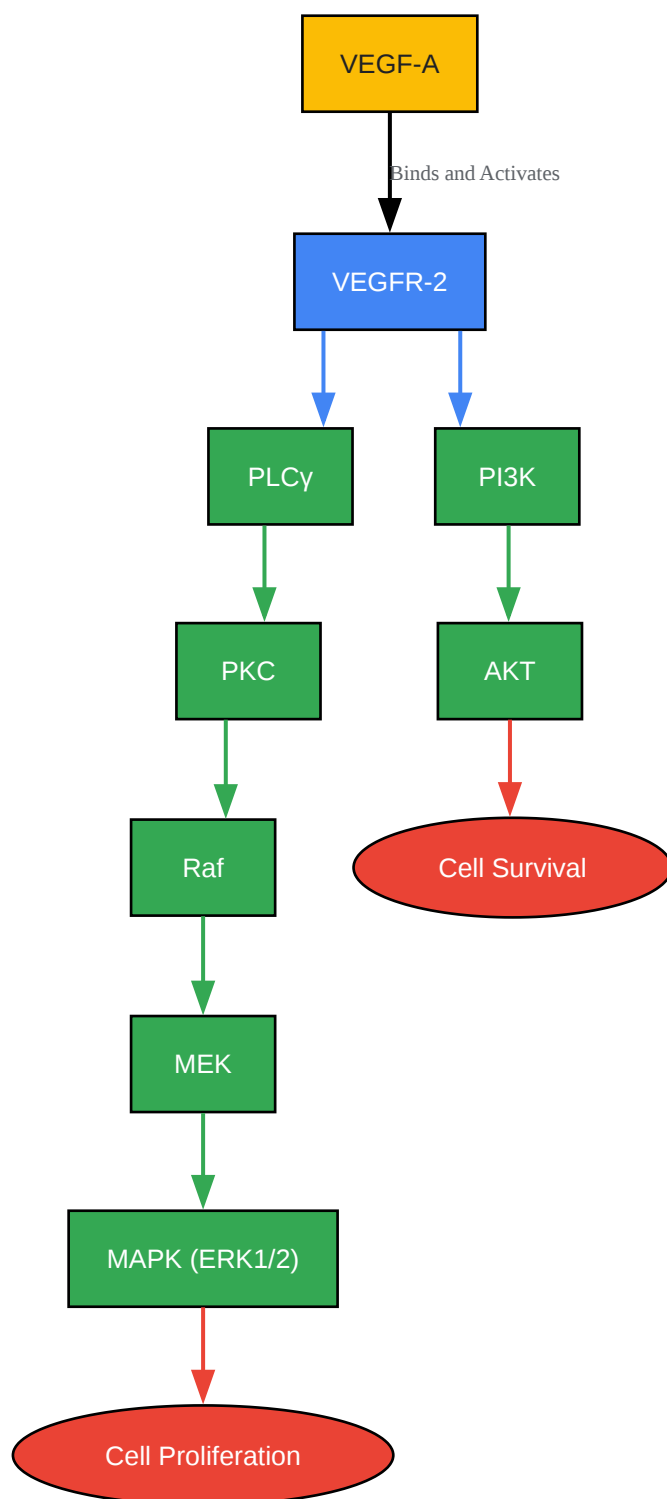 VEGF-A
Binds and Activates
VEGFR-2
PLCγ
PI3K
PKC
AKT
Raf
Cell Survival
MEK
MAPK (ERK1/2)
Cell Proliferation